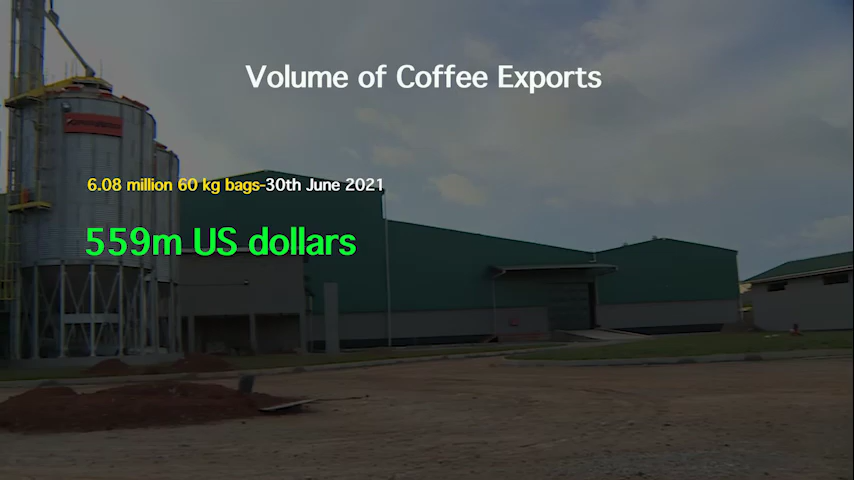 Volume of Coffee Exports
6.08 million 60 kg bags-30th June 2021
559m US dollars